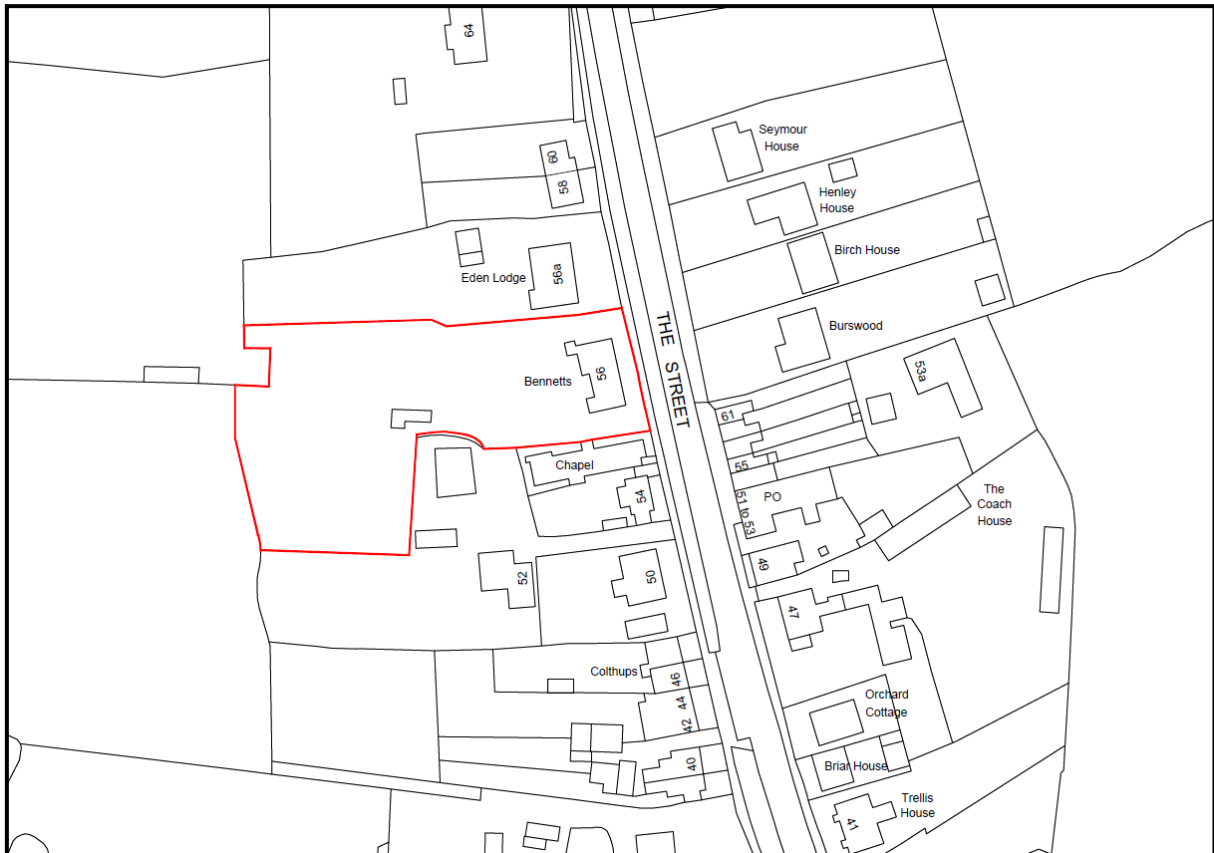 64
Seymour
House
60
58
Henley
House
Birch House
Eden Lodge
56a
THE STREET
Burswood
53a
Bennetts
56
61
Chapel
55
54
51 to 53
PO
The
Coach
House
49
52
50
47
Colthups
46
44
42
Orchard
Cottage
40
Briar House
Trellis
House
41